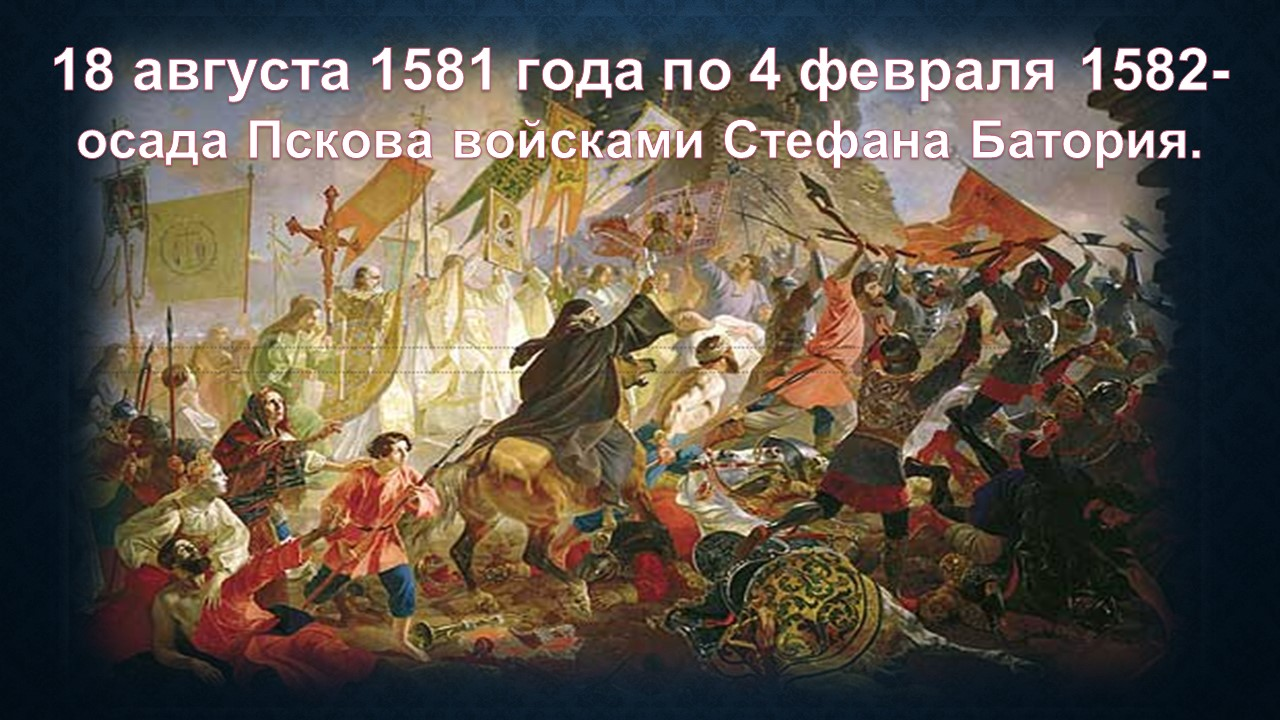 18 августа 1581 года по 4 февраля 1582-
осада Пскова войсками Стефана Батория.